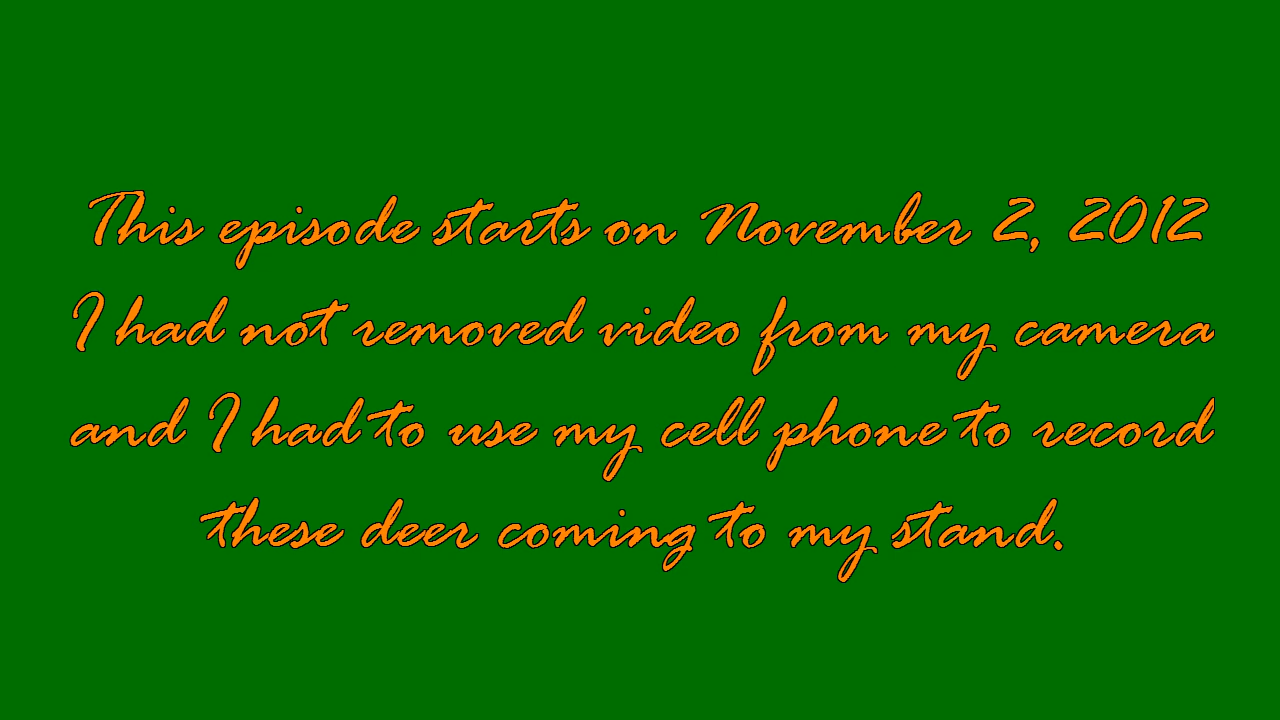 This episode starts on November 2, 2012
I had not removed video from my camera
and I had to use my cell phone to record
these deer coming to my stand.